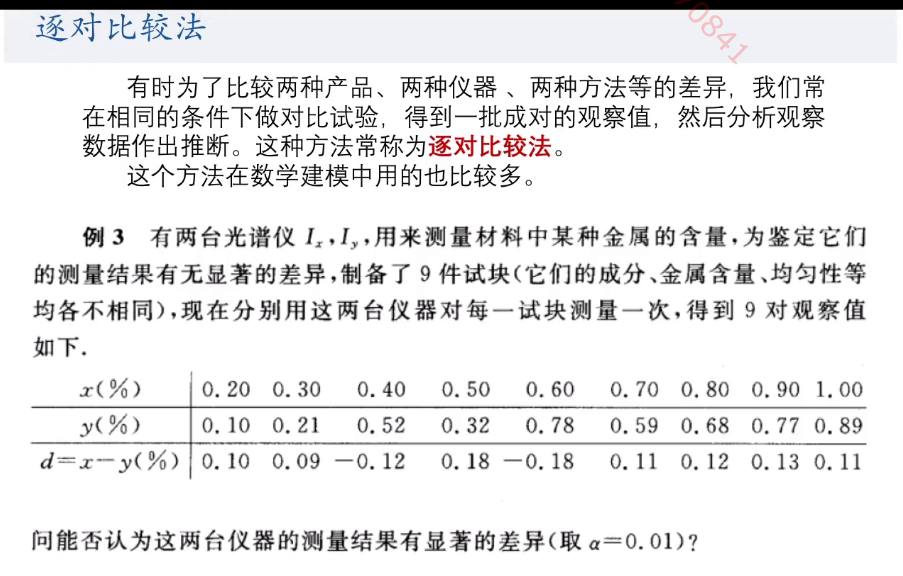 逐对比较法
70841
有时为了比较两种产品、两种仪器、两种方法等的差异，我们常
在相同的条件下做对比试验，得到一批成对的观察值，然后分析观察
数据作出推断。这种方法常称为逐对比较法。
这个方法在数学建模中用的也比较多。
例 3 有两台光谱仪 Iₓ,Iᵧ,用来测量材料中某种金属的含量,为鉴定它们
的测量结果有无显著的差异,制备了 9 件试块(它们的成分、金属含量、均匀性等
均各不相同),现在分别用这两台仪器对每一试块测量一次,得到 9 对观察值
如下.
x(%) 0.20 0.30 0.40 0.50 0.60 0.70 0.80 0.90 1.00
y(%) 0.10 0.21 0.52 0.32 0.78 0.59 0.68 0.77 0.89
d=x-y(%) 0.10 0.09 -0.12 0.18 -0.18 0.11 0.12 0.13 0.11
问能否认为这两台仪器的测量结果有显著的差异(取 α=0.01)?